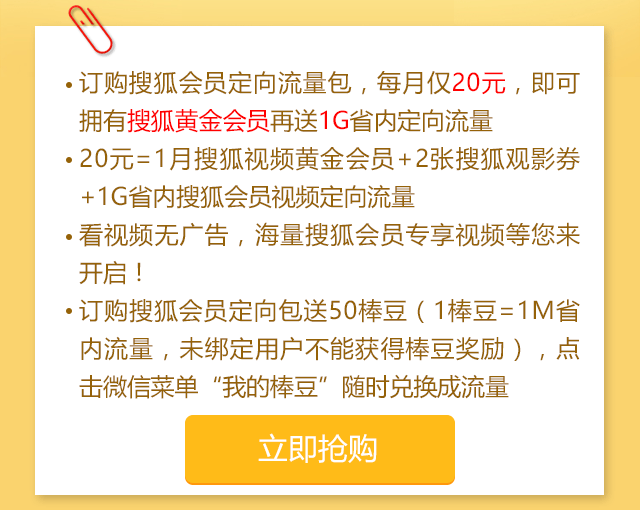 • 订购搜狐会员定向流量包，每月仅20元，即可
拥有搜狐黄金会员再送1G省内定向流量
• 20元=1月搜狐视频黄金会员+2张搜狐观影券
+1G省内搜狐会员视频定向流量
• 看视频无广告，海量搜狐会员专享视频等您来
开启！
• 订购搜狐会员定向包送50棒豆（1棒豆=1M省
内流量，未绑定用户不能获得棒豆奖励），点
击微信菜单“我的棒豆”随时兑换成流量
立即抢购